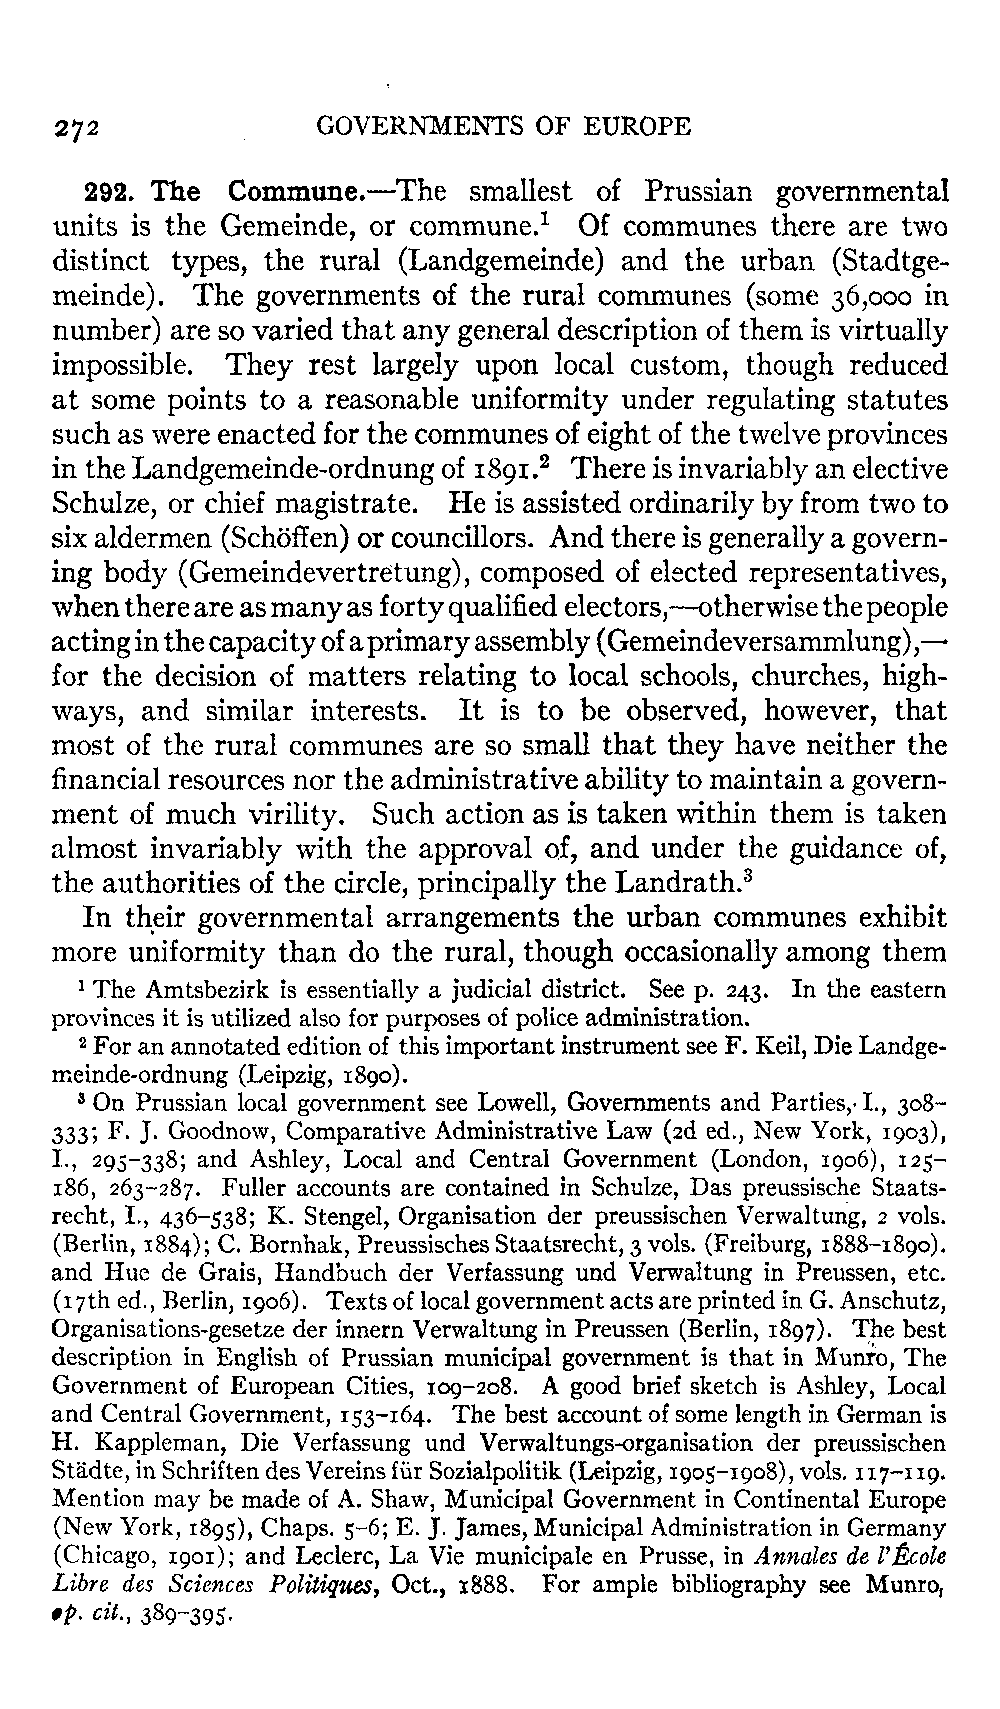 272 GOVERNMENTS OF EUROPE
292. The Commune.—The smallest of Prussian governmental
units is the Gemeinde, or commune.¹ Of communes there are two
distinct types, the rural (Landgemeinde) and the urban (Stadtge-
meinde). The governments of the rural communes (some 36,000 in
number) are so varied that any general description of them is virtually
impossible. They rest largely upon local custom, though reduced
at some points to a reasonable uniformity under regulating statutes
such as were enacted for the communes of eight of the twelve provinces
in the Landgemeinde-ordnung of 1891.² There is invariably an elective
Schulze, or chief magistrate. He is assisted ordinarily by from two to
six aldermen (Schöffen) or councillors. And there is generally a govern-
ing body (Gemeindevertretung), composed of elected representatives,
when there are as many as forty qualified electors,—otherwise the people
acting in the capacity of a primary assembly (Gemeindeversammlung),—
for the decision of matters relating to local schools, churches, high-
ways, and similar interests. It is to be observed, however, that
most of the rural communes are so small that they have neither the
financial resources nor the administrative ability to maintain a govern-
ment of much virility. Such action as is taken within them is taken
almost invariably with the approval of, and under the guidance of,
the authorities of the circle, principally the Landrath.³
In their governmental arrangements the urban communes exhibit
more uniformity than do the rural, though occasionally among them
¹ The Amtsbezirk is essentially a judicial district. See p. 243. In the eastern
provinces it is utilized also for purposes of police administration.
² For an annotated edition of this important instrument see F. Keil, Die Landge-
meinde-ordnung (Leipzig, 1890).
³ On Prussian local government see Lowell, Governments and Parties, I., 308–
333; F. J. Goodnow, Comparative Administrative Law (2d ed., New York, 1903),
I., 295–338; and Ashley, Local and Central Government (London, 1906), 125–
186, 263–287. Fuller accounts are contained in Schulze, Das preussische Staats-
recht, I., 436–538; K. Stengel, Organisation der preussischen Verwaltung, 2 vols.
(Berlin, 1884); C. Bornhak, Preussisches Staatsrecht, 3 vols. (Freiburg, 1888–1890).
and Hue de Grais, Handbuch der Verfassung und Verwaltung in Preussen, etc.
(17th ed., Berlin, 1906). Texts of local government acts are printed in G. Anschutz,
Organisations-gesetze der innern Verwaltung in Preussen (Berlin, 1897). The best
description in English of Prussian municipal government is that in Munro, The
Government of European Cities, 109–208. A good brief sketch is Ashley, Local
and Central Government, 153–164. The best account of some length in German is
H. Kappleman, Die Verfassung und Verwaltungs-organisation der preussischen
Städte, in Schriften des Vereins für Sozialpolitik (Leipzig, 1905–1908), vols. 117–119.
Mention may be made of A. Shaw, Municipal Government in Continental Europe
(New York, 1895), Chaps. 5–6; E. J. James, Municipal Administration in Germany
(Chicago, 1901); and Leclerc, La Vie municipale en Prusse, in Annales de l'École
Libre des Sciences Politiques, Oct., 1888. For ample bibliography see Munro,
op. cit., 389–395.